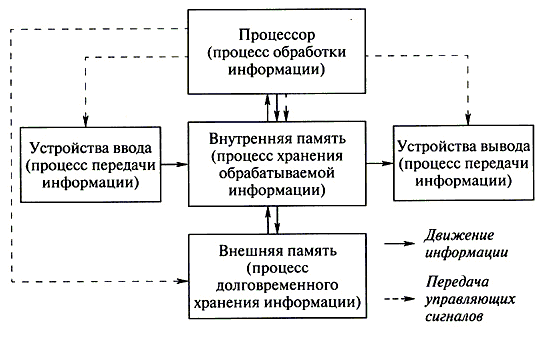 Процессор
(процесс обработки
информации)
Устройства ввода
(процесс передачи
информации)
Внутренняя память
(процесс хранения
обрабатываемой
информации)
Устройства вывода
(процесс передачи
информации)
Внешняя память
(процесс
долговременного
хранения информации)
Движение
информации
Передача
управляющих
сигналов